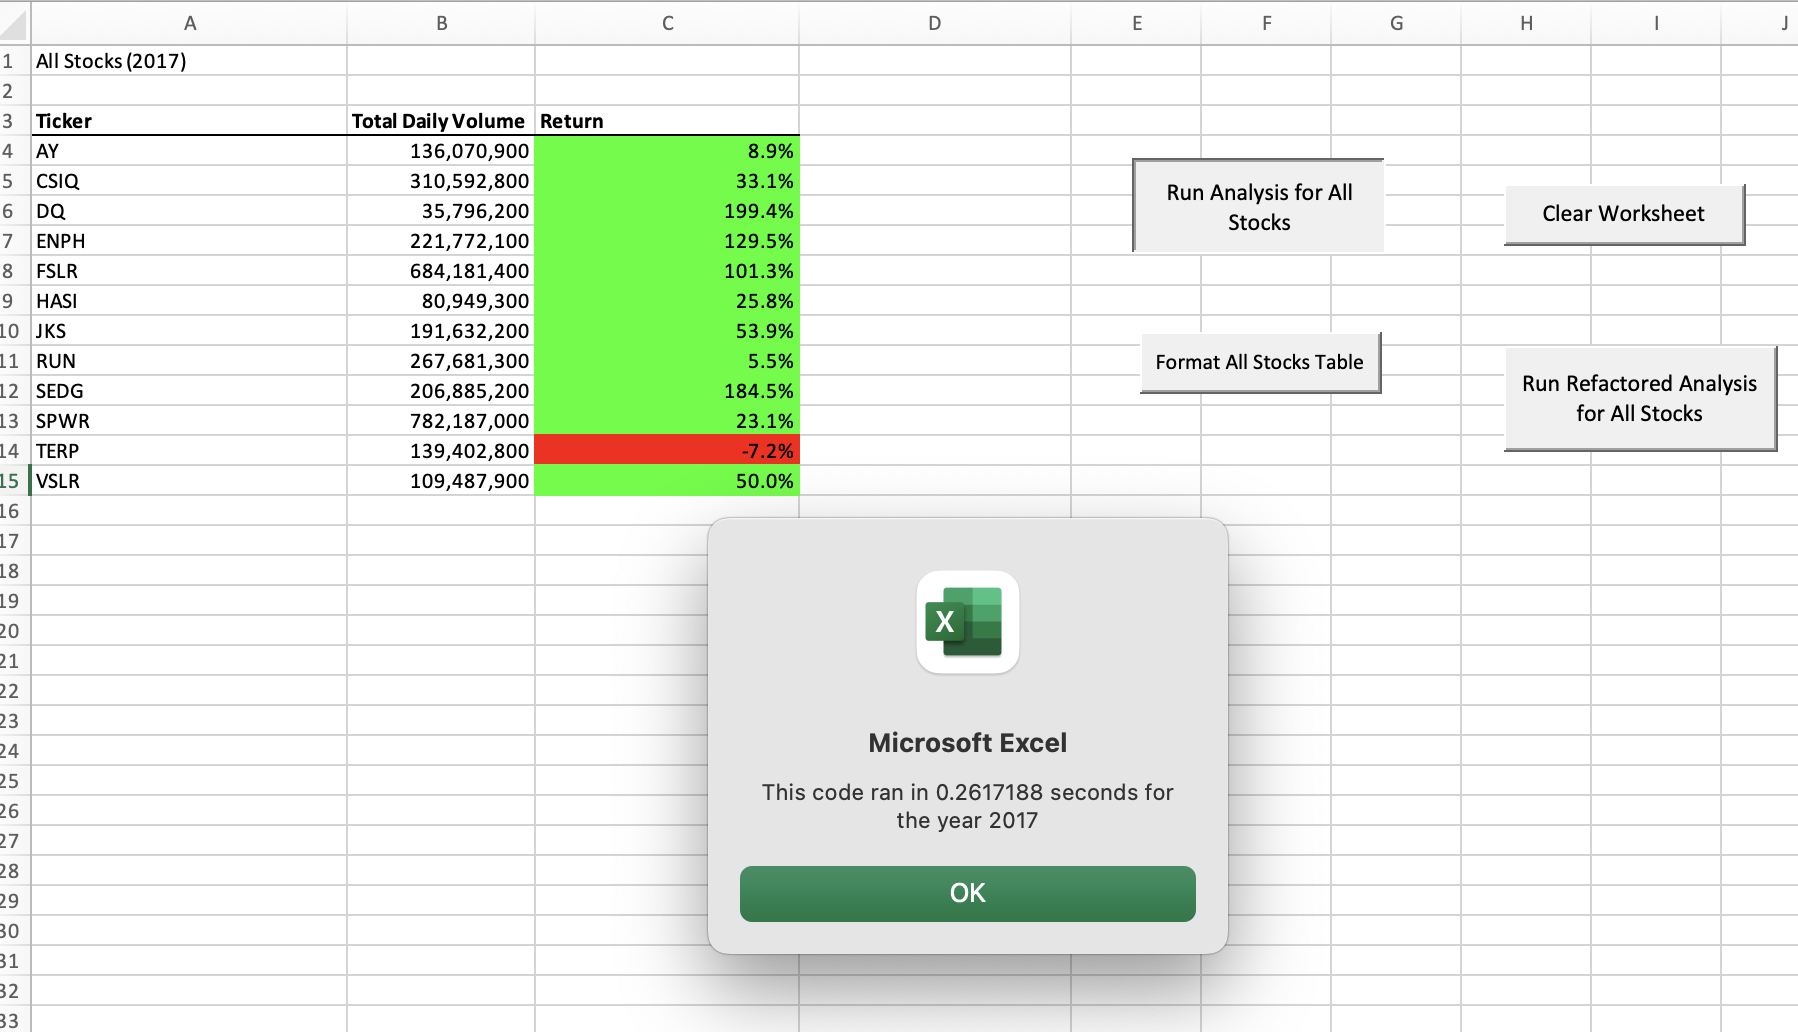 A B C D E F G H I J
1 All Stocks (2017)
2
3 Ticker Total Daily Volume Return
4 AY 136,070,900 8.9%
5 CSIQ 310,592,800 33.1%
6 DQ 35,796,200 199.4%
7 ENPH 221,772,100 129.5%
8 FSLR 684,181,400 101.3%
9 HASI 80,949,300 25.8%
10 JKS 191,632,200 53.9%
11 RUN 267,681,300 5.5%
12 SEDG 206,885,200 184.5%
13 SPWR 782,187,000 23.1%
14 TERP 139,402,800 -7.2%
15 VSLR 109,487,900 50.0%
16
17
18
19
20
21
22
23
24
25
26
27
28
29
30
31
32
33
Run Analysis for All
Stocks
Clear Worksheet
Format All Stocks Table
Run Refactored Analysis
for All Stocks
X
Microsoft Excel
This code ran in 0.2617188 seconds for
the year 2017
OK